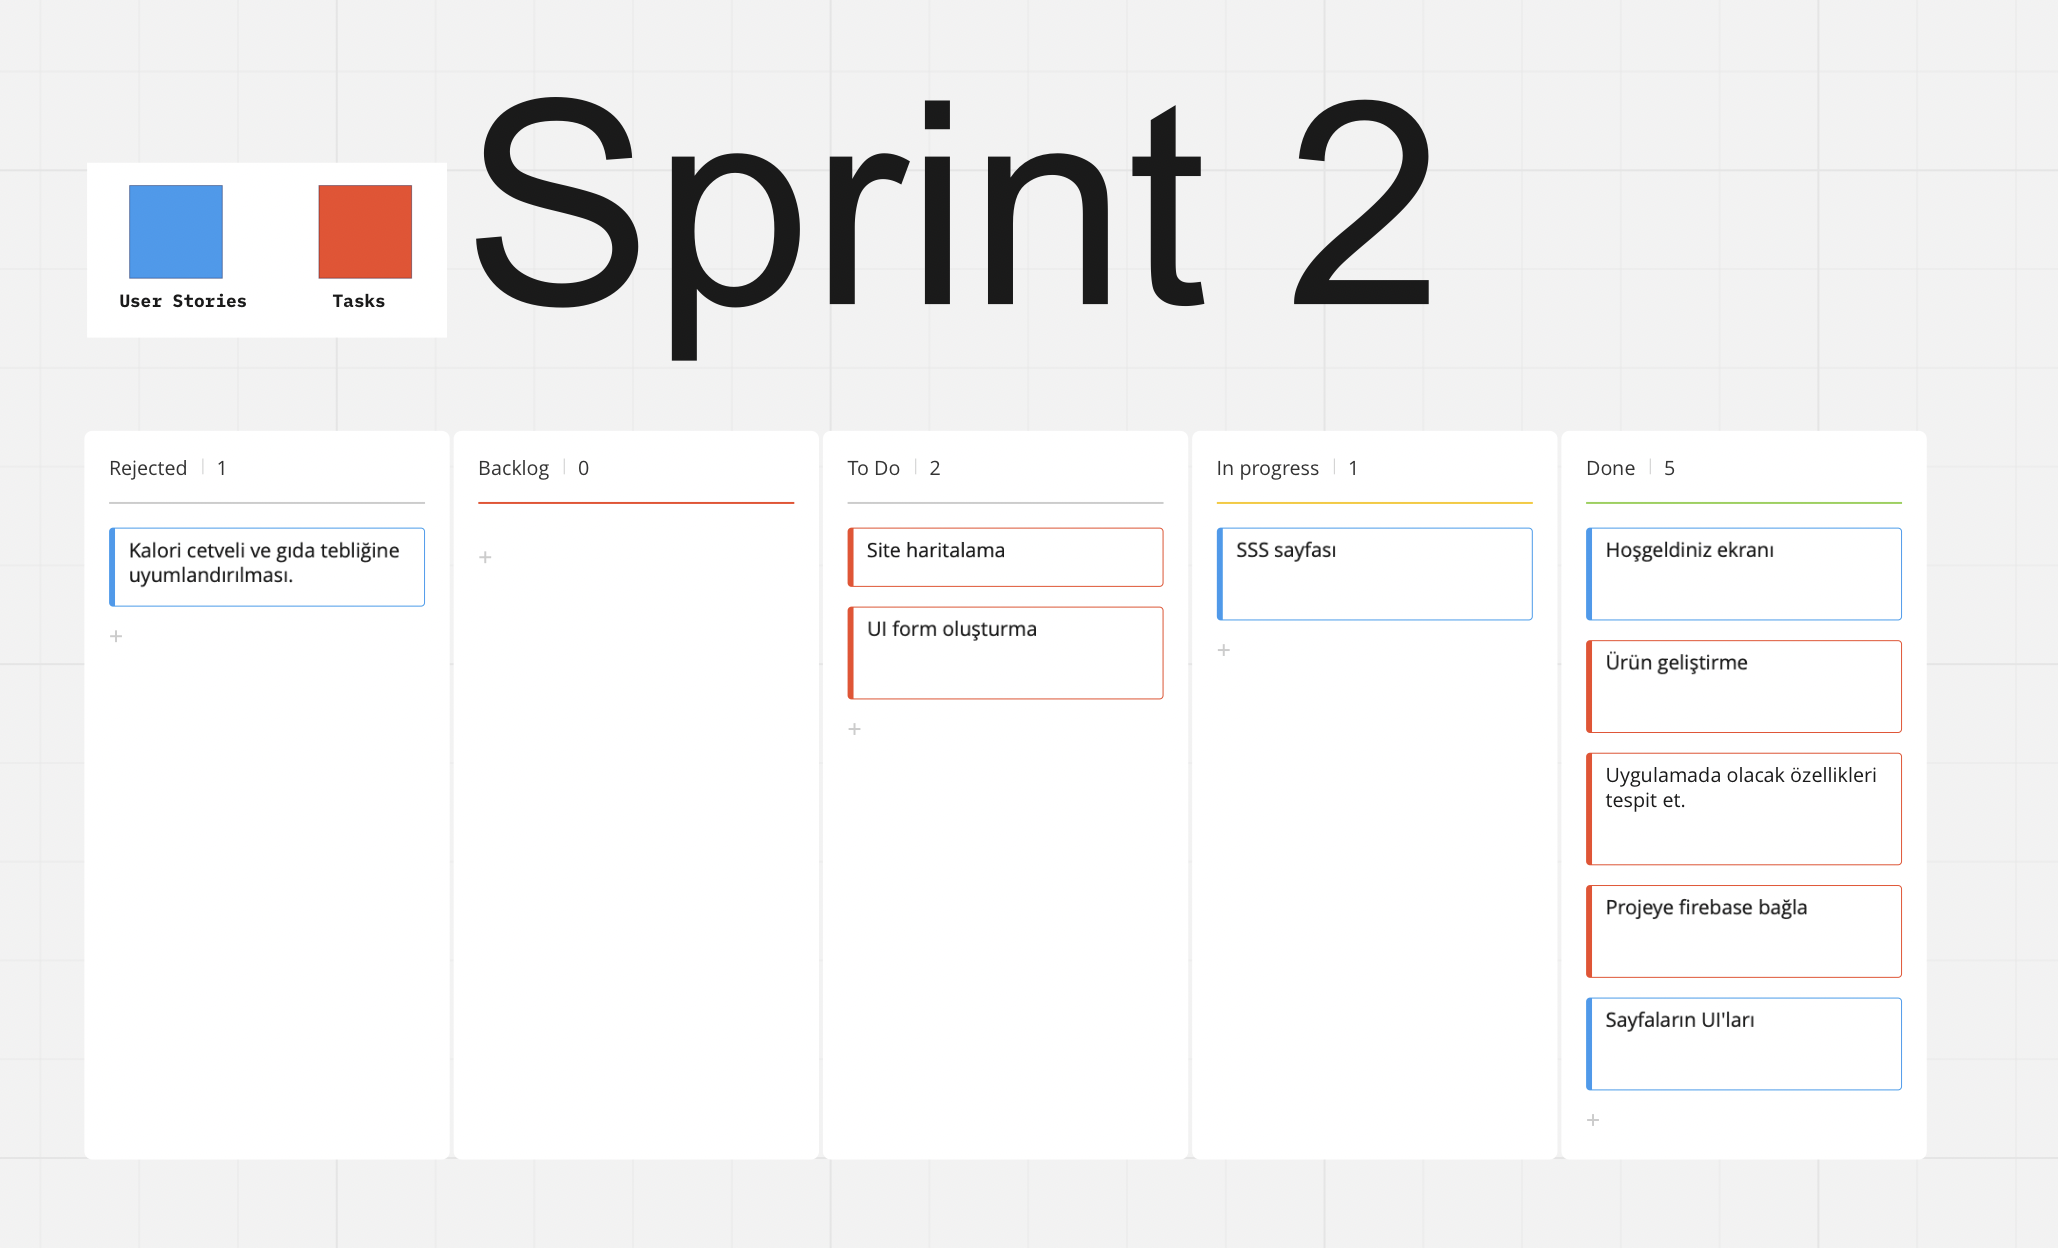 Sprint 2
User Stories
Tasks
Rejected 1
Kalori cetveli ve gıda tebliğine
uyumlandırılması.
+
Backlog 0
+
To Do 2
Site haritalama
UI form oluşturma
+
In progress 1
SSS sayfası
+
Done 5
Hoşgeldiniz ekranı
Ürün geliştirme
Uygulamada olacak özellikleri
tespit et.
Projeye firebase bağla
Sayfaların UI'ları
+